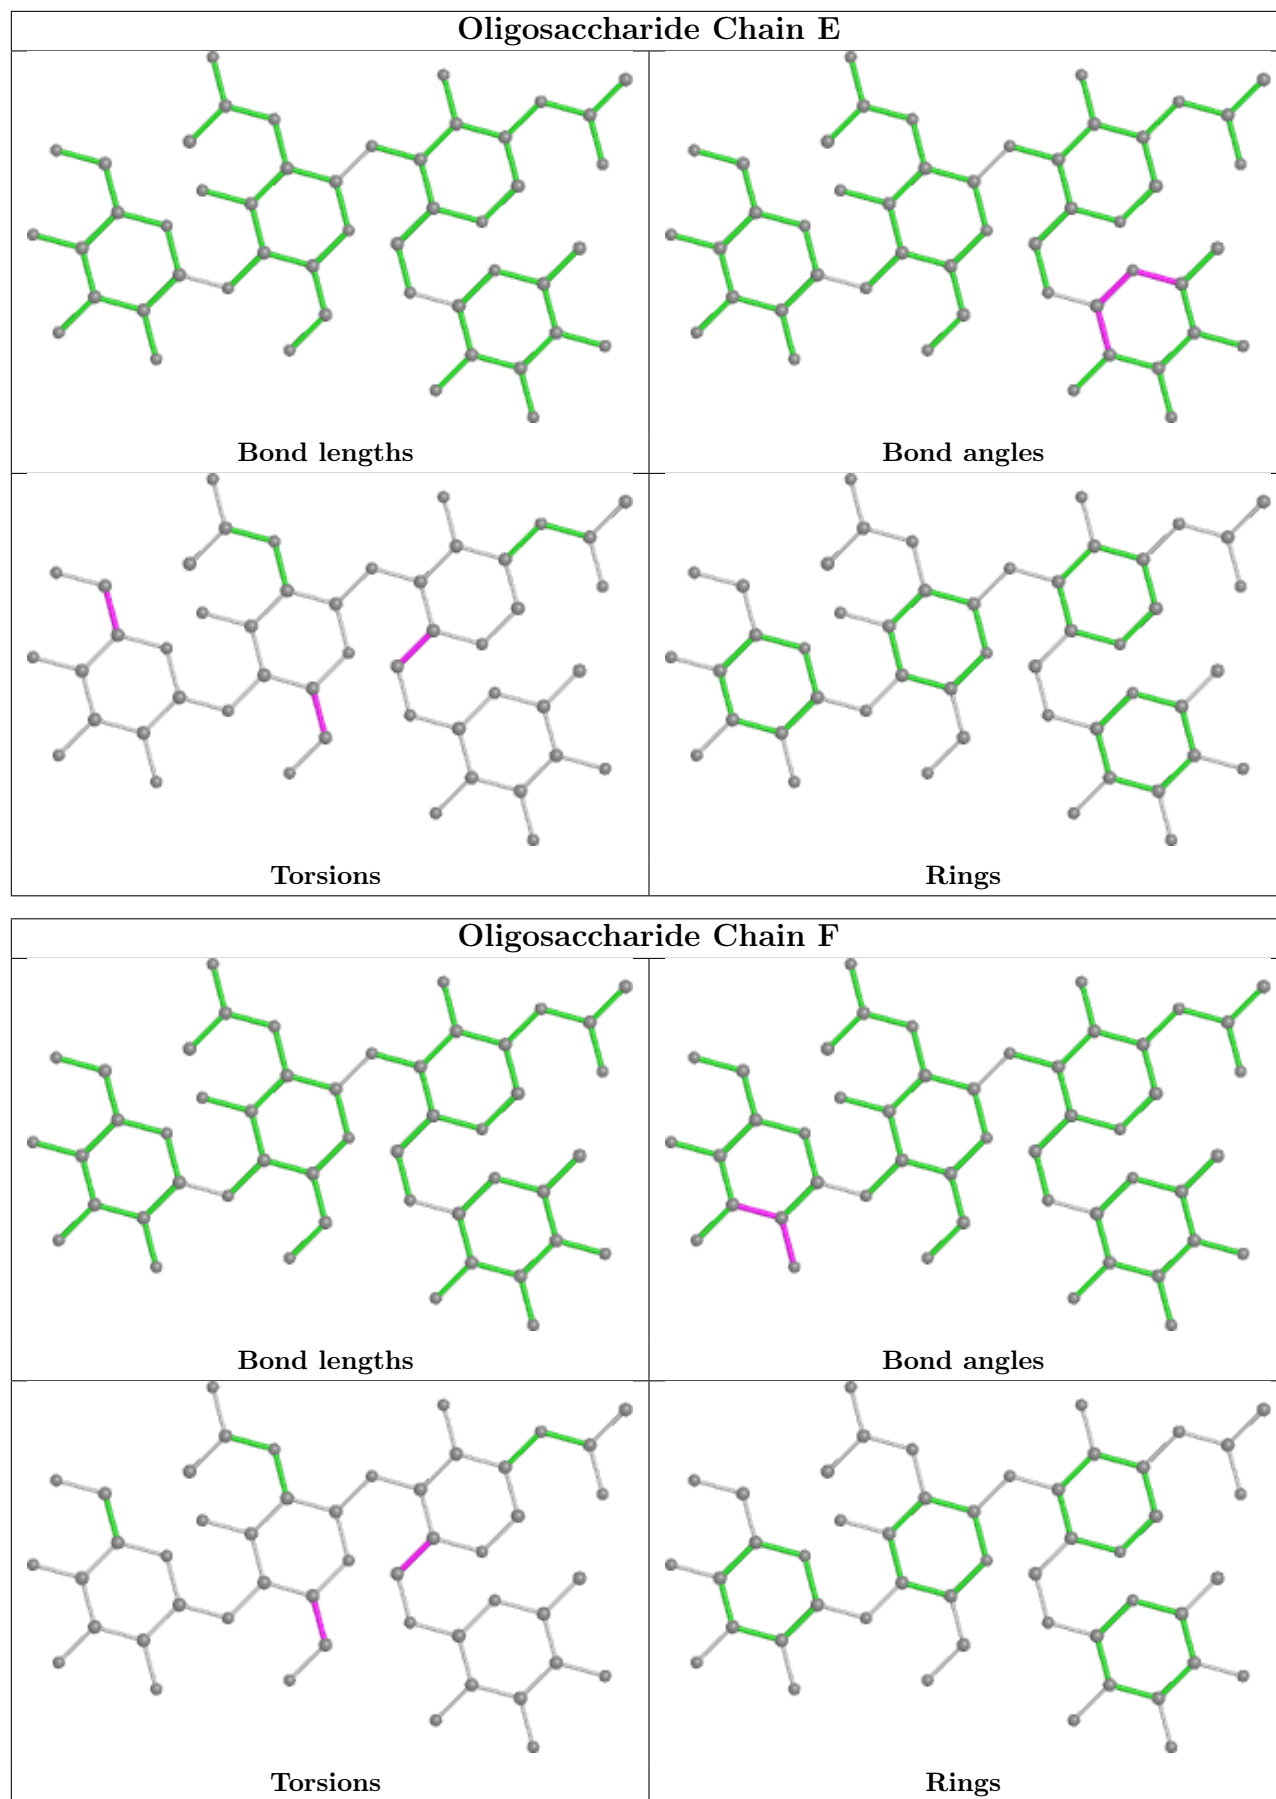 Oligosaccharide Chain E
Bond lengths
Bond angles
Torsions
Rings
Oligosaccharide Chain F
Bond lengths
Bond angles
Torsions
Rings